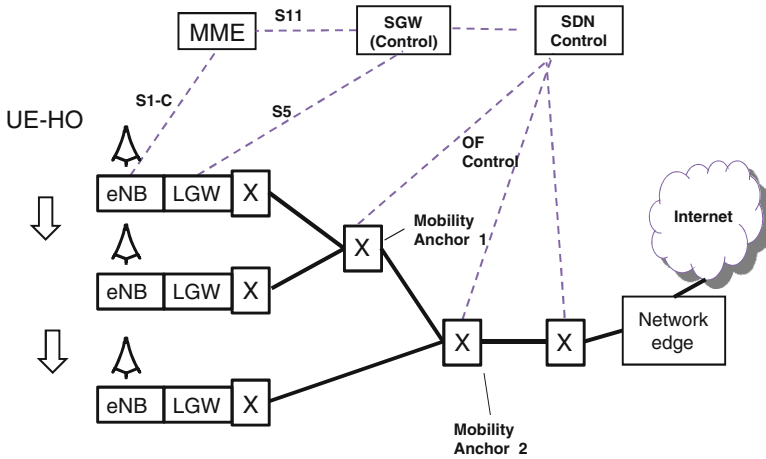 S11
MME
SGW
(Control)
SDN
Control
S1-C
S5
UE-HO
OF
Control
eNB
LGW
X
Internet
Mobility
Anchor 1
X
eNB
LGW
X
X
X
Network
edge
eNB
LGW
X
Mobility
Anchor 2